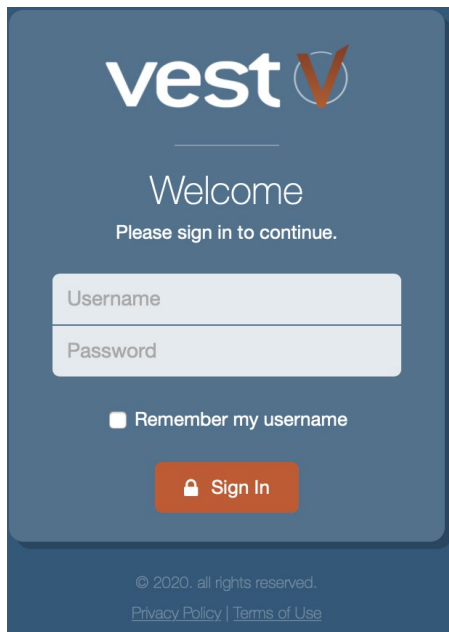 vest V
Welcome
Please sign in to continue.
Username
Password
Remember my username
Sign In
© 2020. all rights reserved.
Privacy Policy | Terms of Use